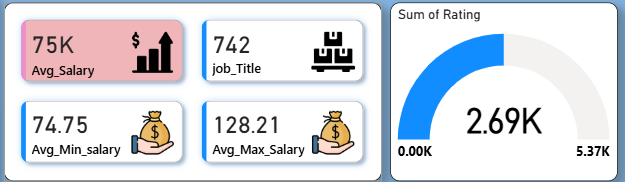 75K
Avg_Salary
$
742
job_Title
74.75
Avg_Min_salary
$
128.21
Avg_Max_Salary
$
Sum of Rating
2.69K
0.00K
5.37K